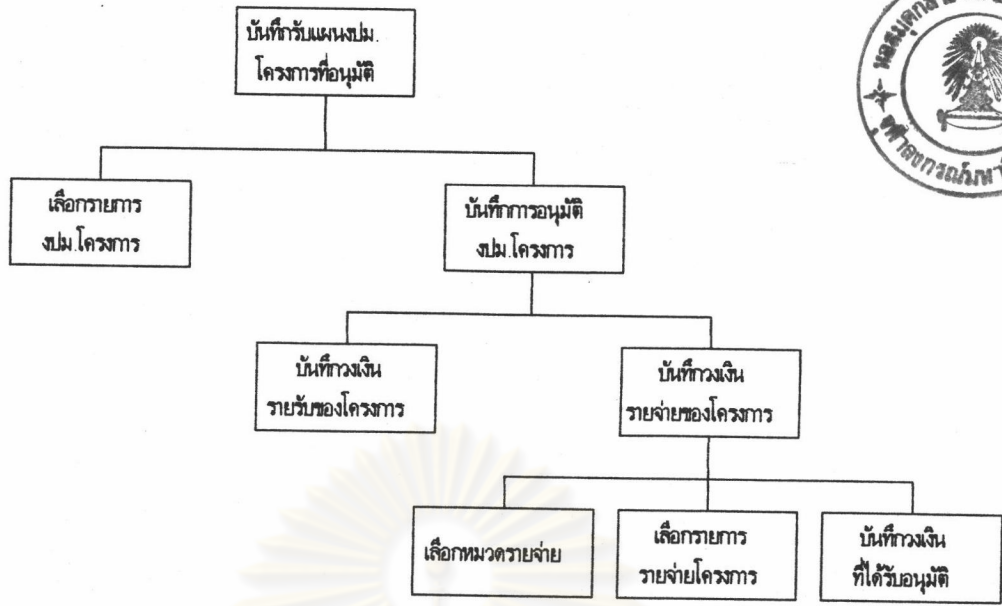 บันทึกรับแผนงปม.
โครงการที่อนุมัติ
เลือกรายการ
งปม.โครงการ
บันทึกการอนุมัติ
งปม.โครงการ
บันทึกวงเงิน
รายรับของโครงการ
บันทึกวงเงิน
รายจ่ายของโครงการ
เลือกหมวดรายจ่าย
เลือกรายการ
รายจ่ายโครงการ
บันทึกวงเงิน
ที่ได้รับอนุมัติ